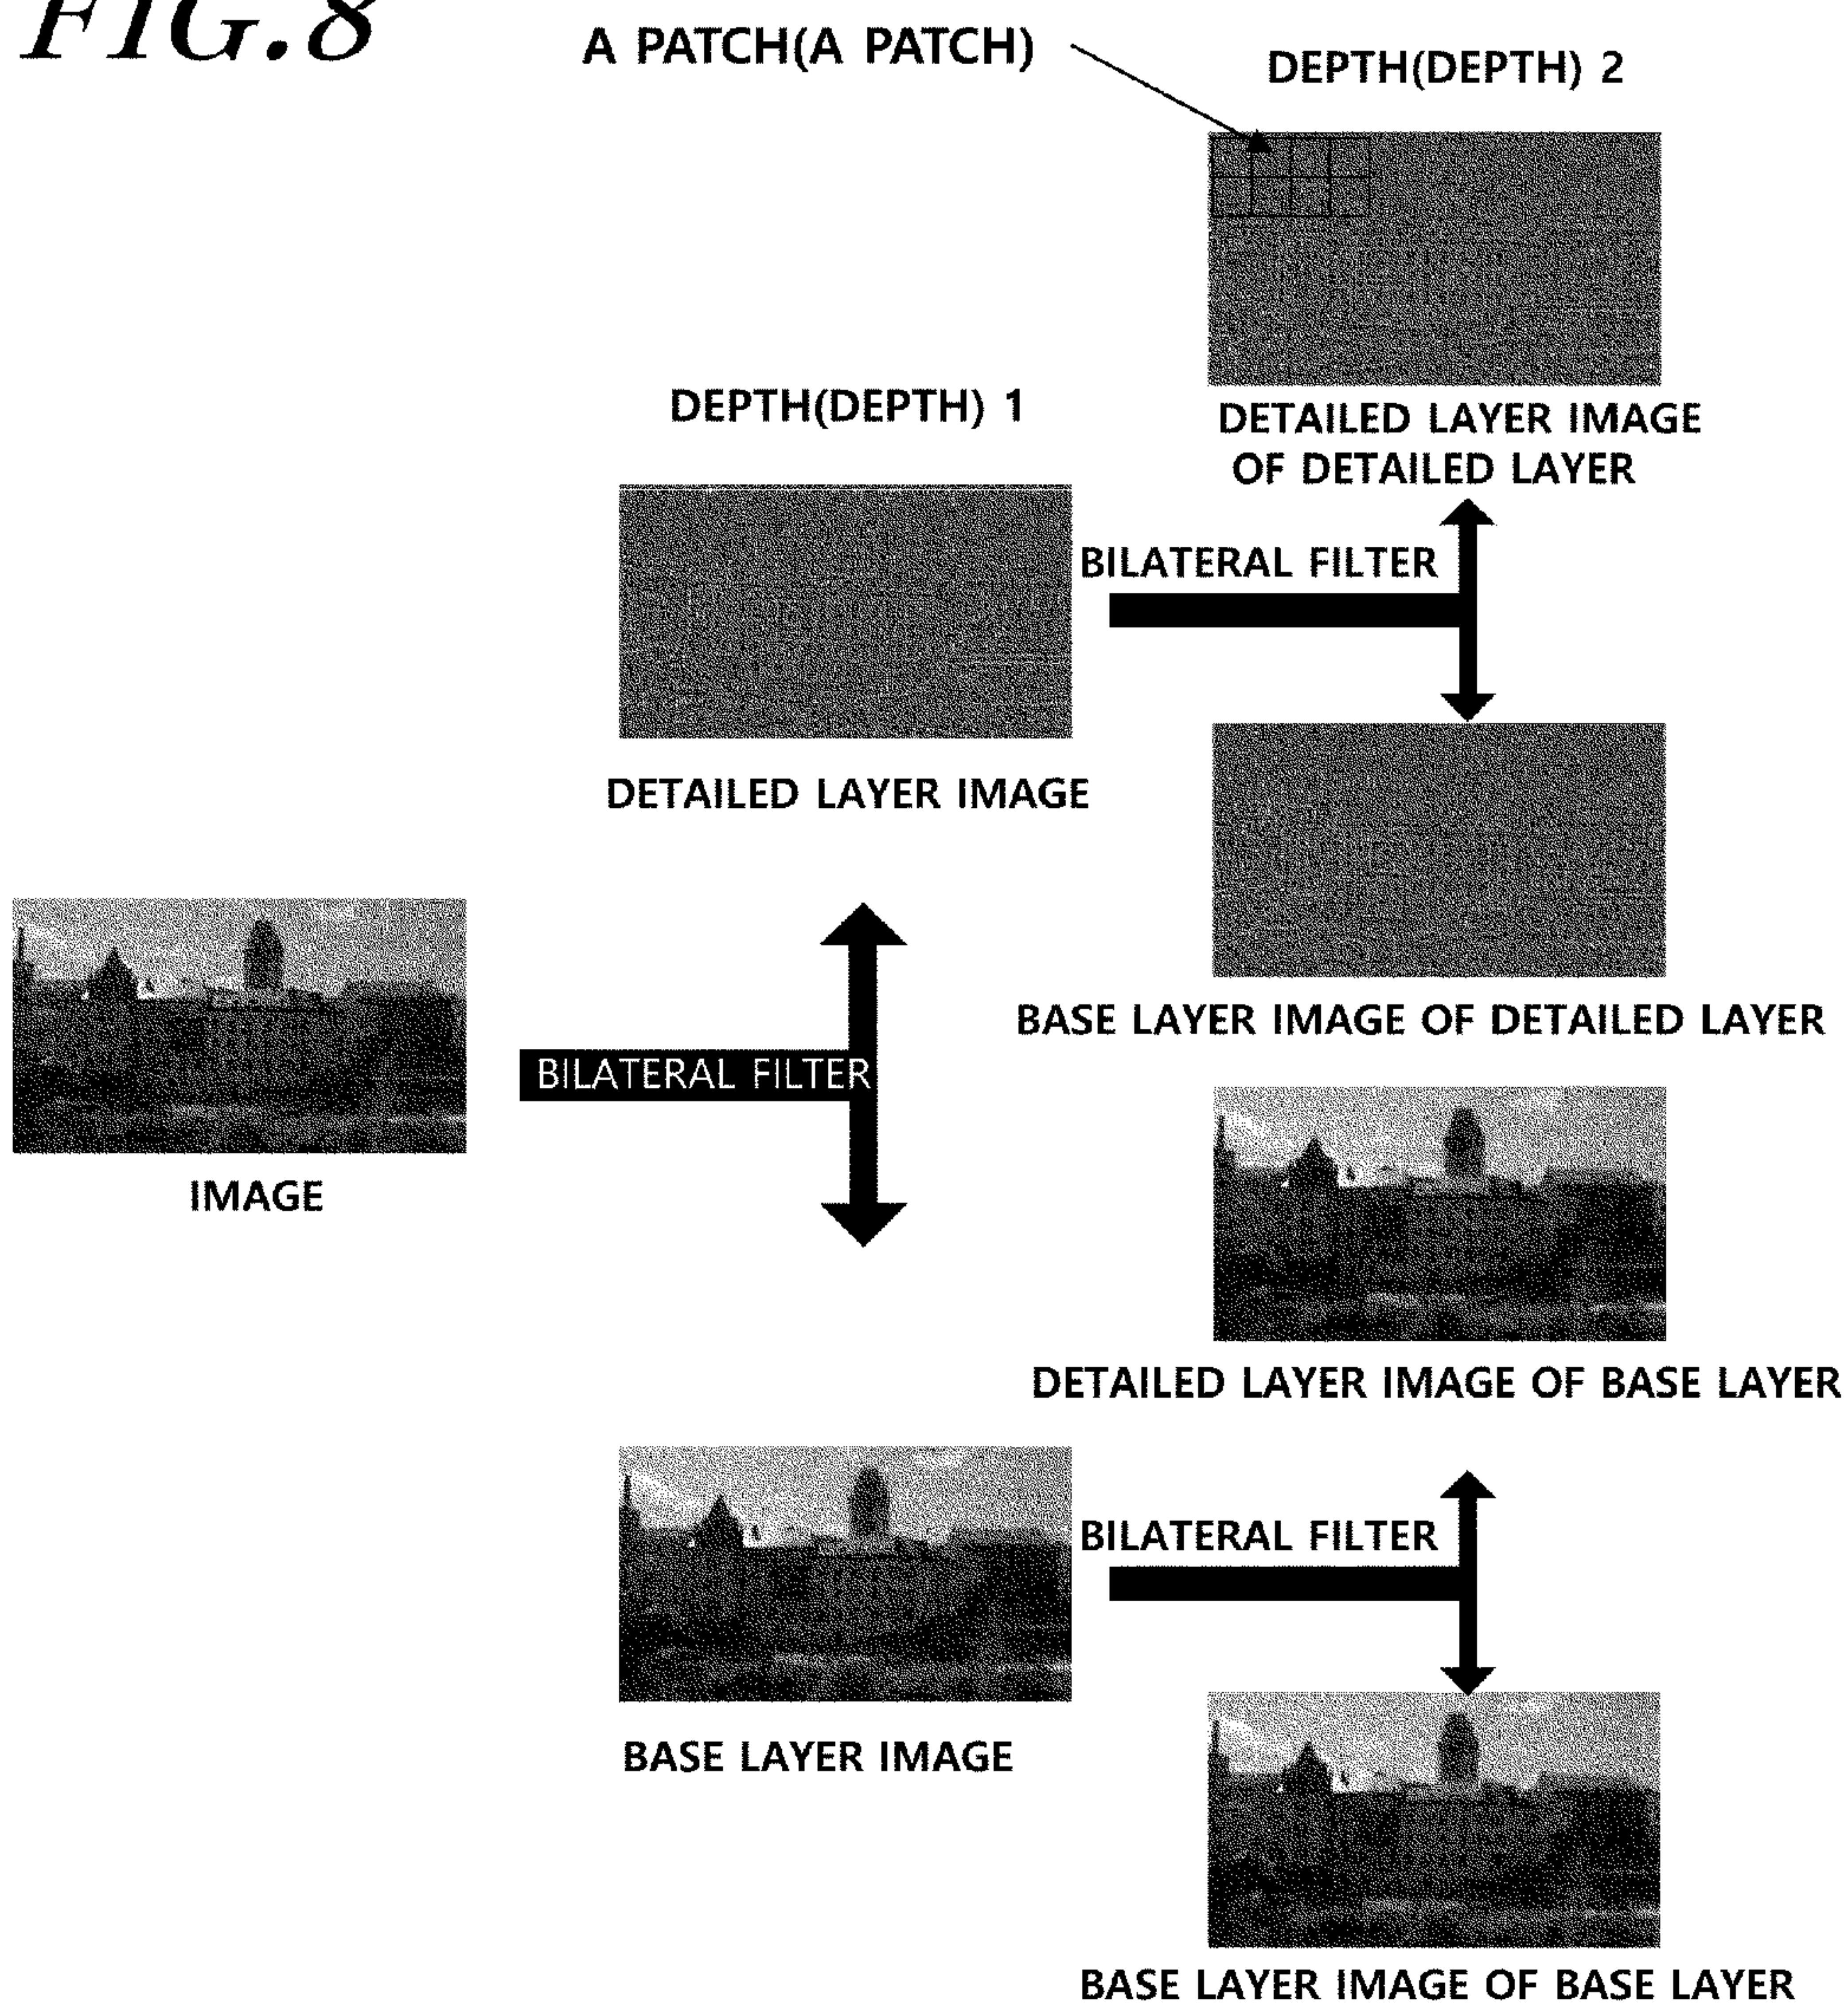 FIG.8
A PATCH(A PATCH)
DEPTH(DEPTH) 2
DETAILED LAYER IMAGE
OF DETAILED LAYER
DEPTH(DEPTH) 1
BILATERAL FILTER
DETAILED LAYER IMAGE
BASE LAYER IMAGE OF DETAILED LAYER
BILATERAL FILTER
IMAGE
DETAILED LAYER IMAGE OF BASE LAYER
BILATERAL FILTER
BASE LAYER IMAGE
BASE LAYER IMAGE OF BASE LAYER